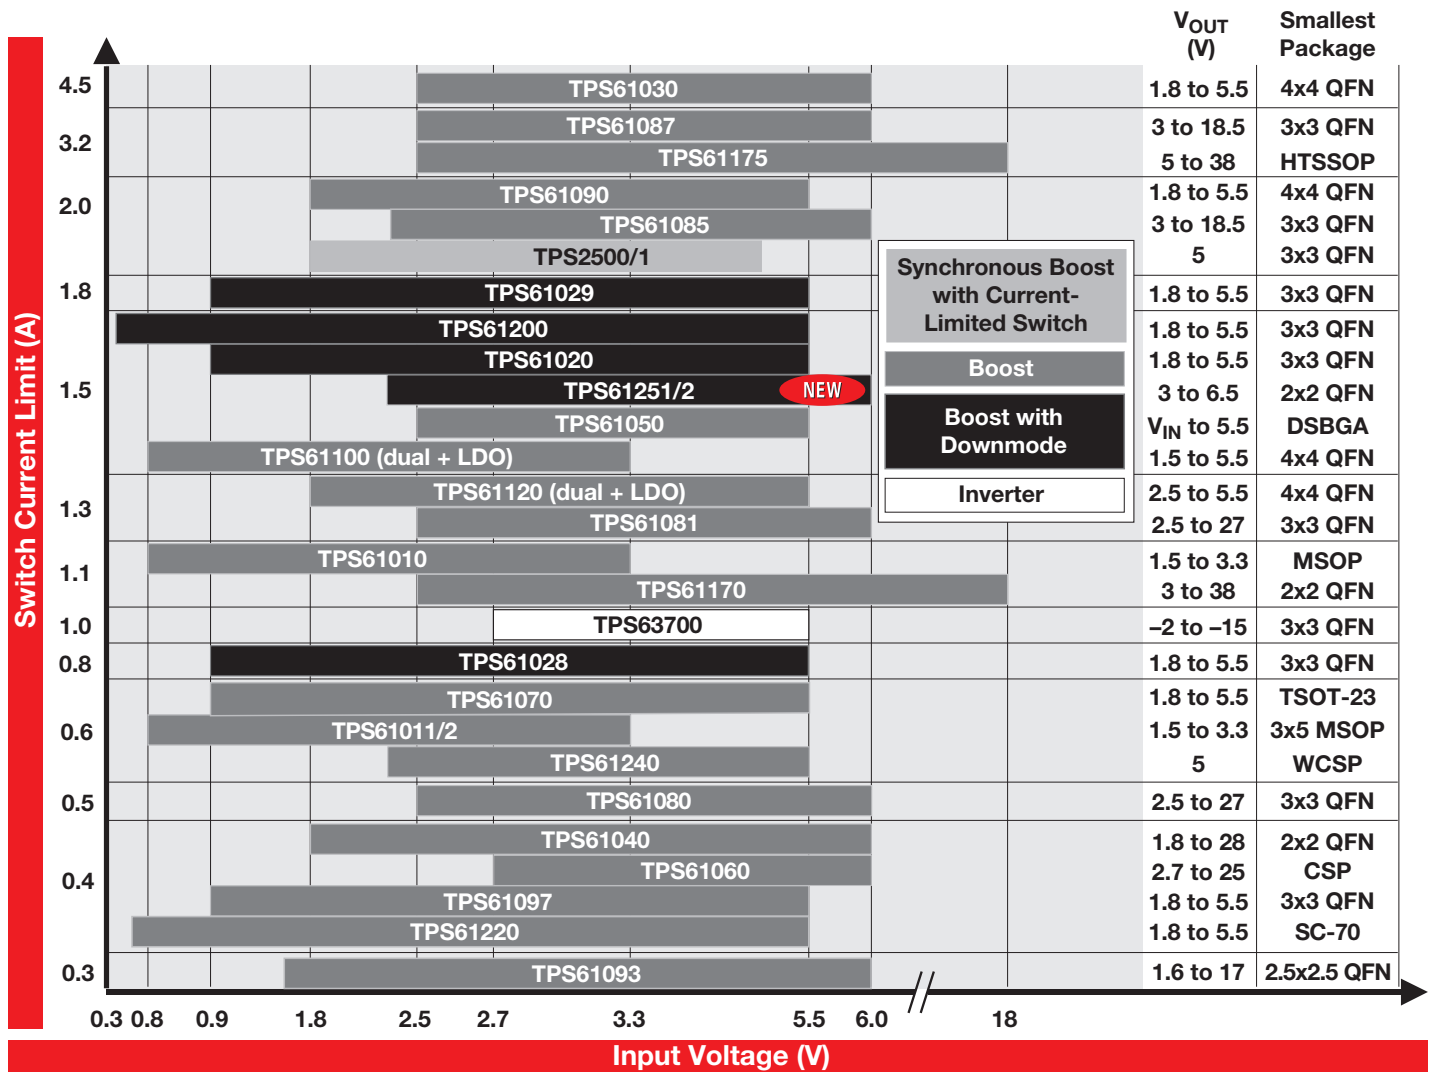 V_OUT (V)
Smallest Package
4.5
TPS61030
1.8 to 5.5
4x4 QFN
3.2
TPS61087
3 to 18.5
3x3 QFN
TPS61175
5 to 38
HTSSOP
2.0
TPS61090
1.8 to 5.5
4x4 QFN
TPS61085
3 to 18.5
3x3 QFN
TPS2500/1
5
3x3 QFN
1.8
TPS61029
1.8 to 5.5
3x3 QFN
1.5
TPS61200
1.8 to 5.5
3x3 QFN
TPS61020
1.8 to 5.5
3x3 QFN
TPS61251/2
NEW
3 to 6.5
2x2 QFN
TPS61050
V_IN to 5.5
DSBGA
TPS61100 (dual + LDO)
1.5 to 5.5
4x4 QFN
1.3
TPS61120 (dual + LDO)
2.5 to 5.5
4x4 QFN
TPS61081
2.5 to 27
3x3 QFN
1.1
TPS61010
1.5 to 3.3
MSOP
TPS61170
3 to 38
2x2 QFN
1.0
TPS63700
–2 to –15
3x3 QFN
0.8
TPS61028
1.8 to 5.5
3x3 QFN
0.6
TPS61070
1.8 to 5.5
TSOT-23
TPS61011/2
1.5 to 3.3
3x5 MSOP
TPS61240
5
WCSP
0.5
TPS61080
2.5 to 27
3x3 QFN
0.4
TPS61040
1.8 to 28
2x2 QFN
TPS61060
2.7 to 25
CSP
TPS61097
1.8 to 5.5
3x3 QFN
TPS61220
1.8 to 5.5
SC-70
0.3
TPS61093
1.6 to 17
2.5x2.5 QFN
Synchronous Boost
with Current-
Limited Switch
Boost
Boost with
Downmode
Inverter
Switch Current Limit (A)
0.3 0.8 0.9 1.8 2.5 2.7 3.3 5.5 6.0 18
Input Voltage (V)